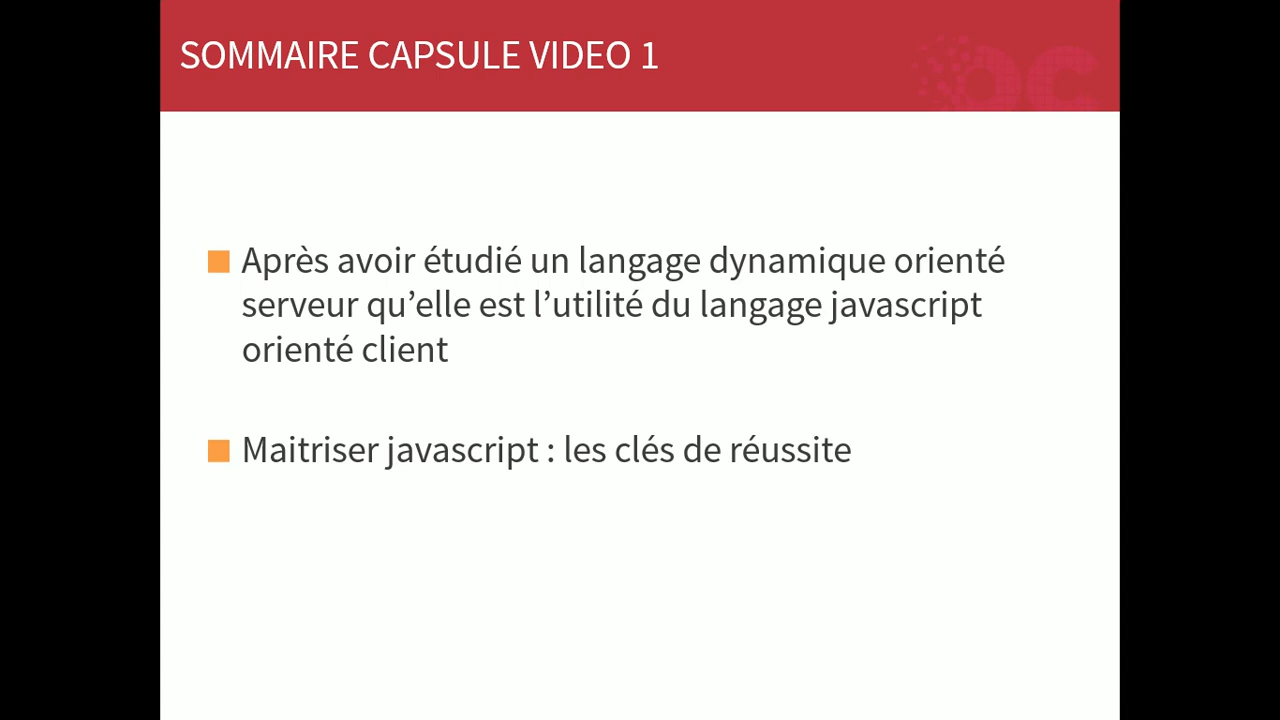 SOMMAIRE CAPSULE VIDEO 1
oc
Après avoir étudié un langage dynamique orienté
serveur qu’elle est l’utilité du langage javascript
orienté client
Maitriser javascript : les clés de réussite